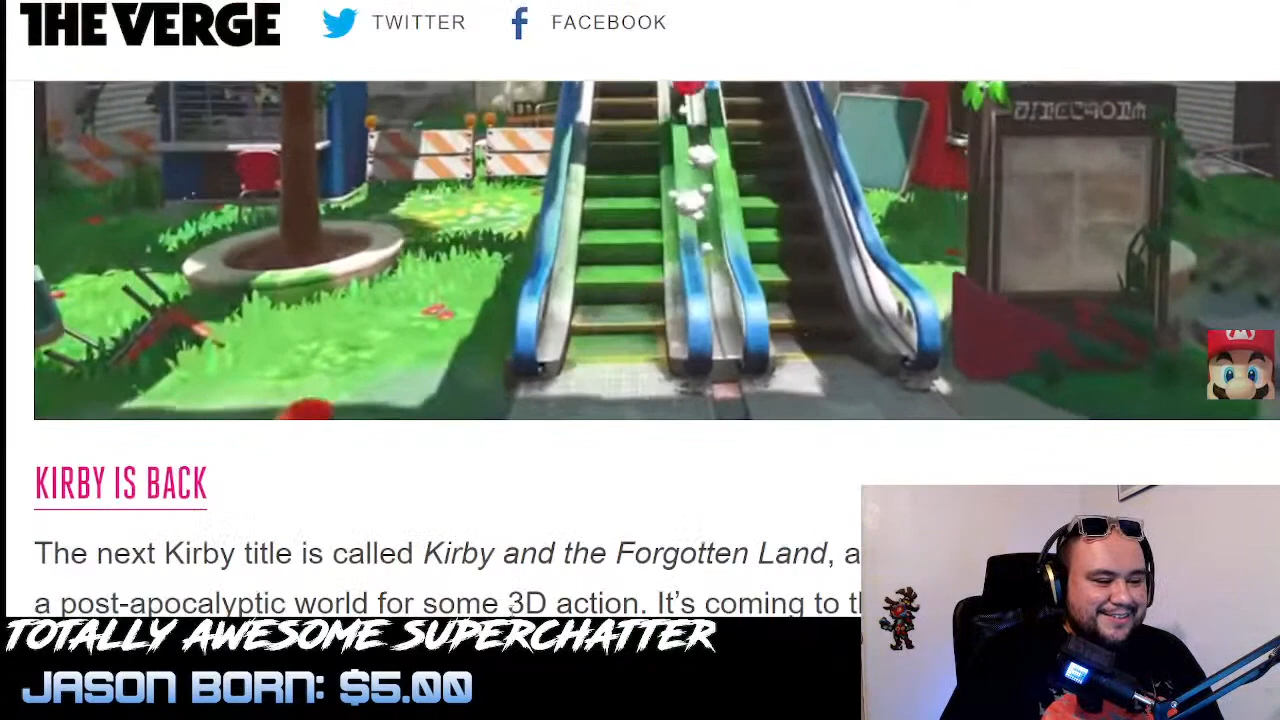 THE VERGE TWITTER FACEBOOK
KIRBY IS BACK
The next Kirby title is called Kirby and the Forgotten Land, a
a post-apocalyptic world for some 3D action. It's coming to
TOTALLY AWESOME SUPERCHATTER
JASON BORN: $5.00